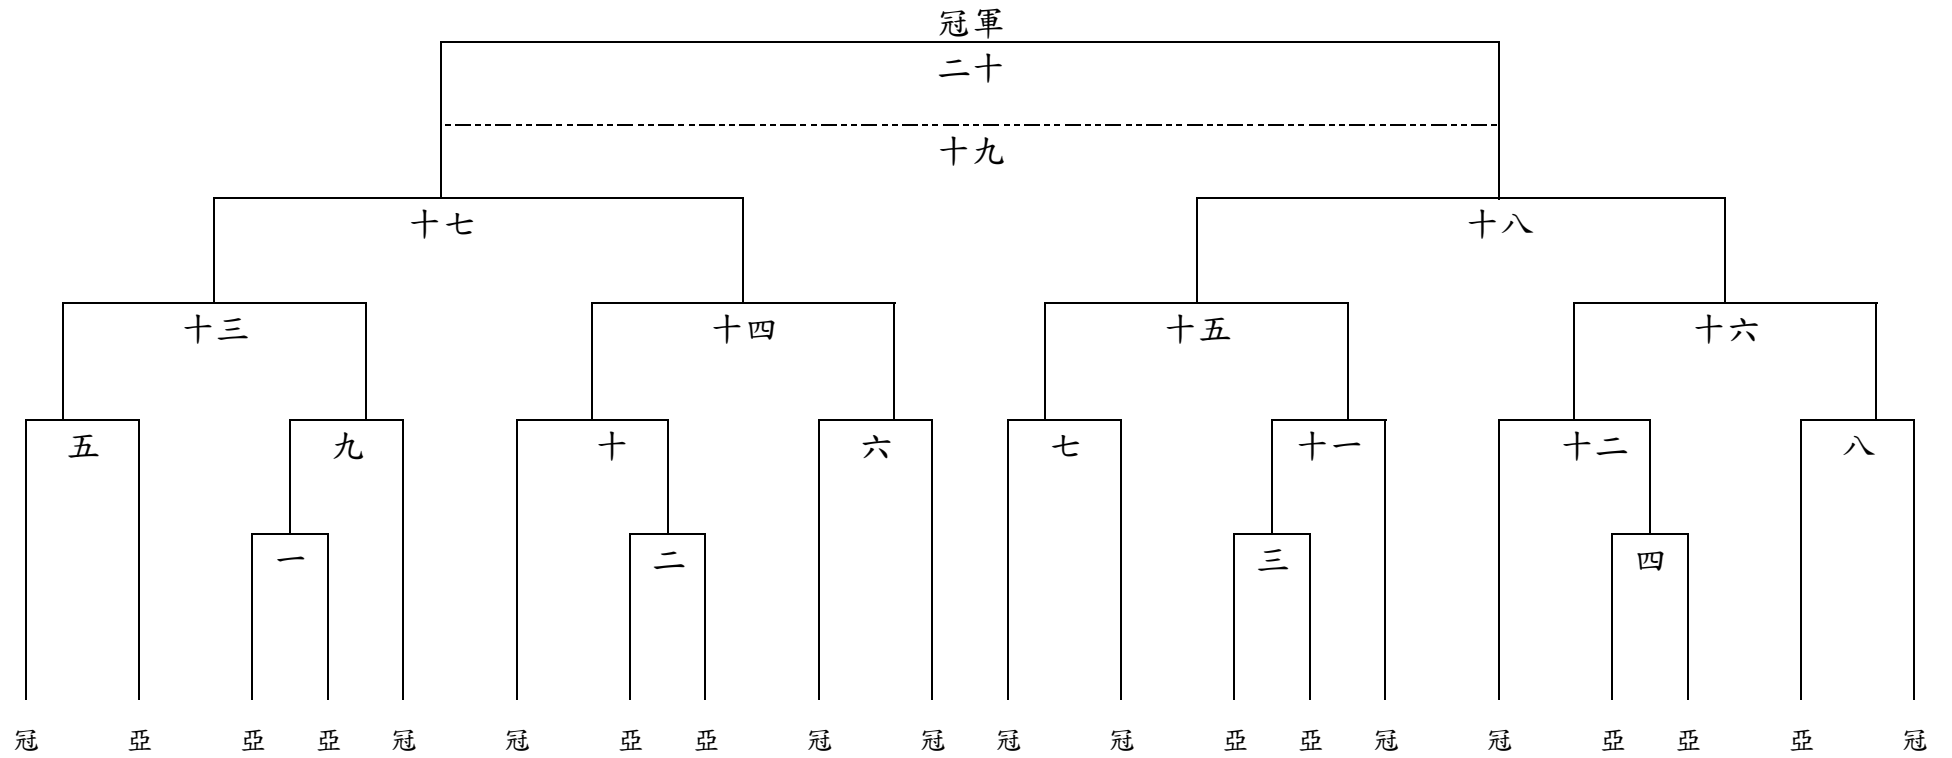 冠軍
二十
十九
十七 十八
十三 十四 十五 十六
五 九 十 六 七 十一 十二 八
一 二 三 四
冠 亞 亞 亞 冠 冠 亞 亞 冠 冠 冠 冠 亞 亞 冠 冠 亞 亞 亞 冠